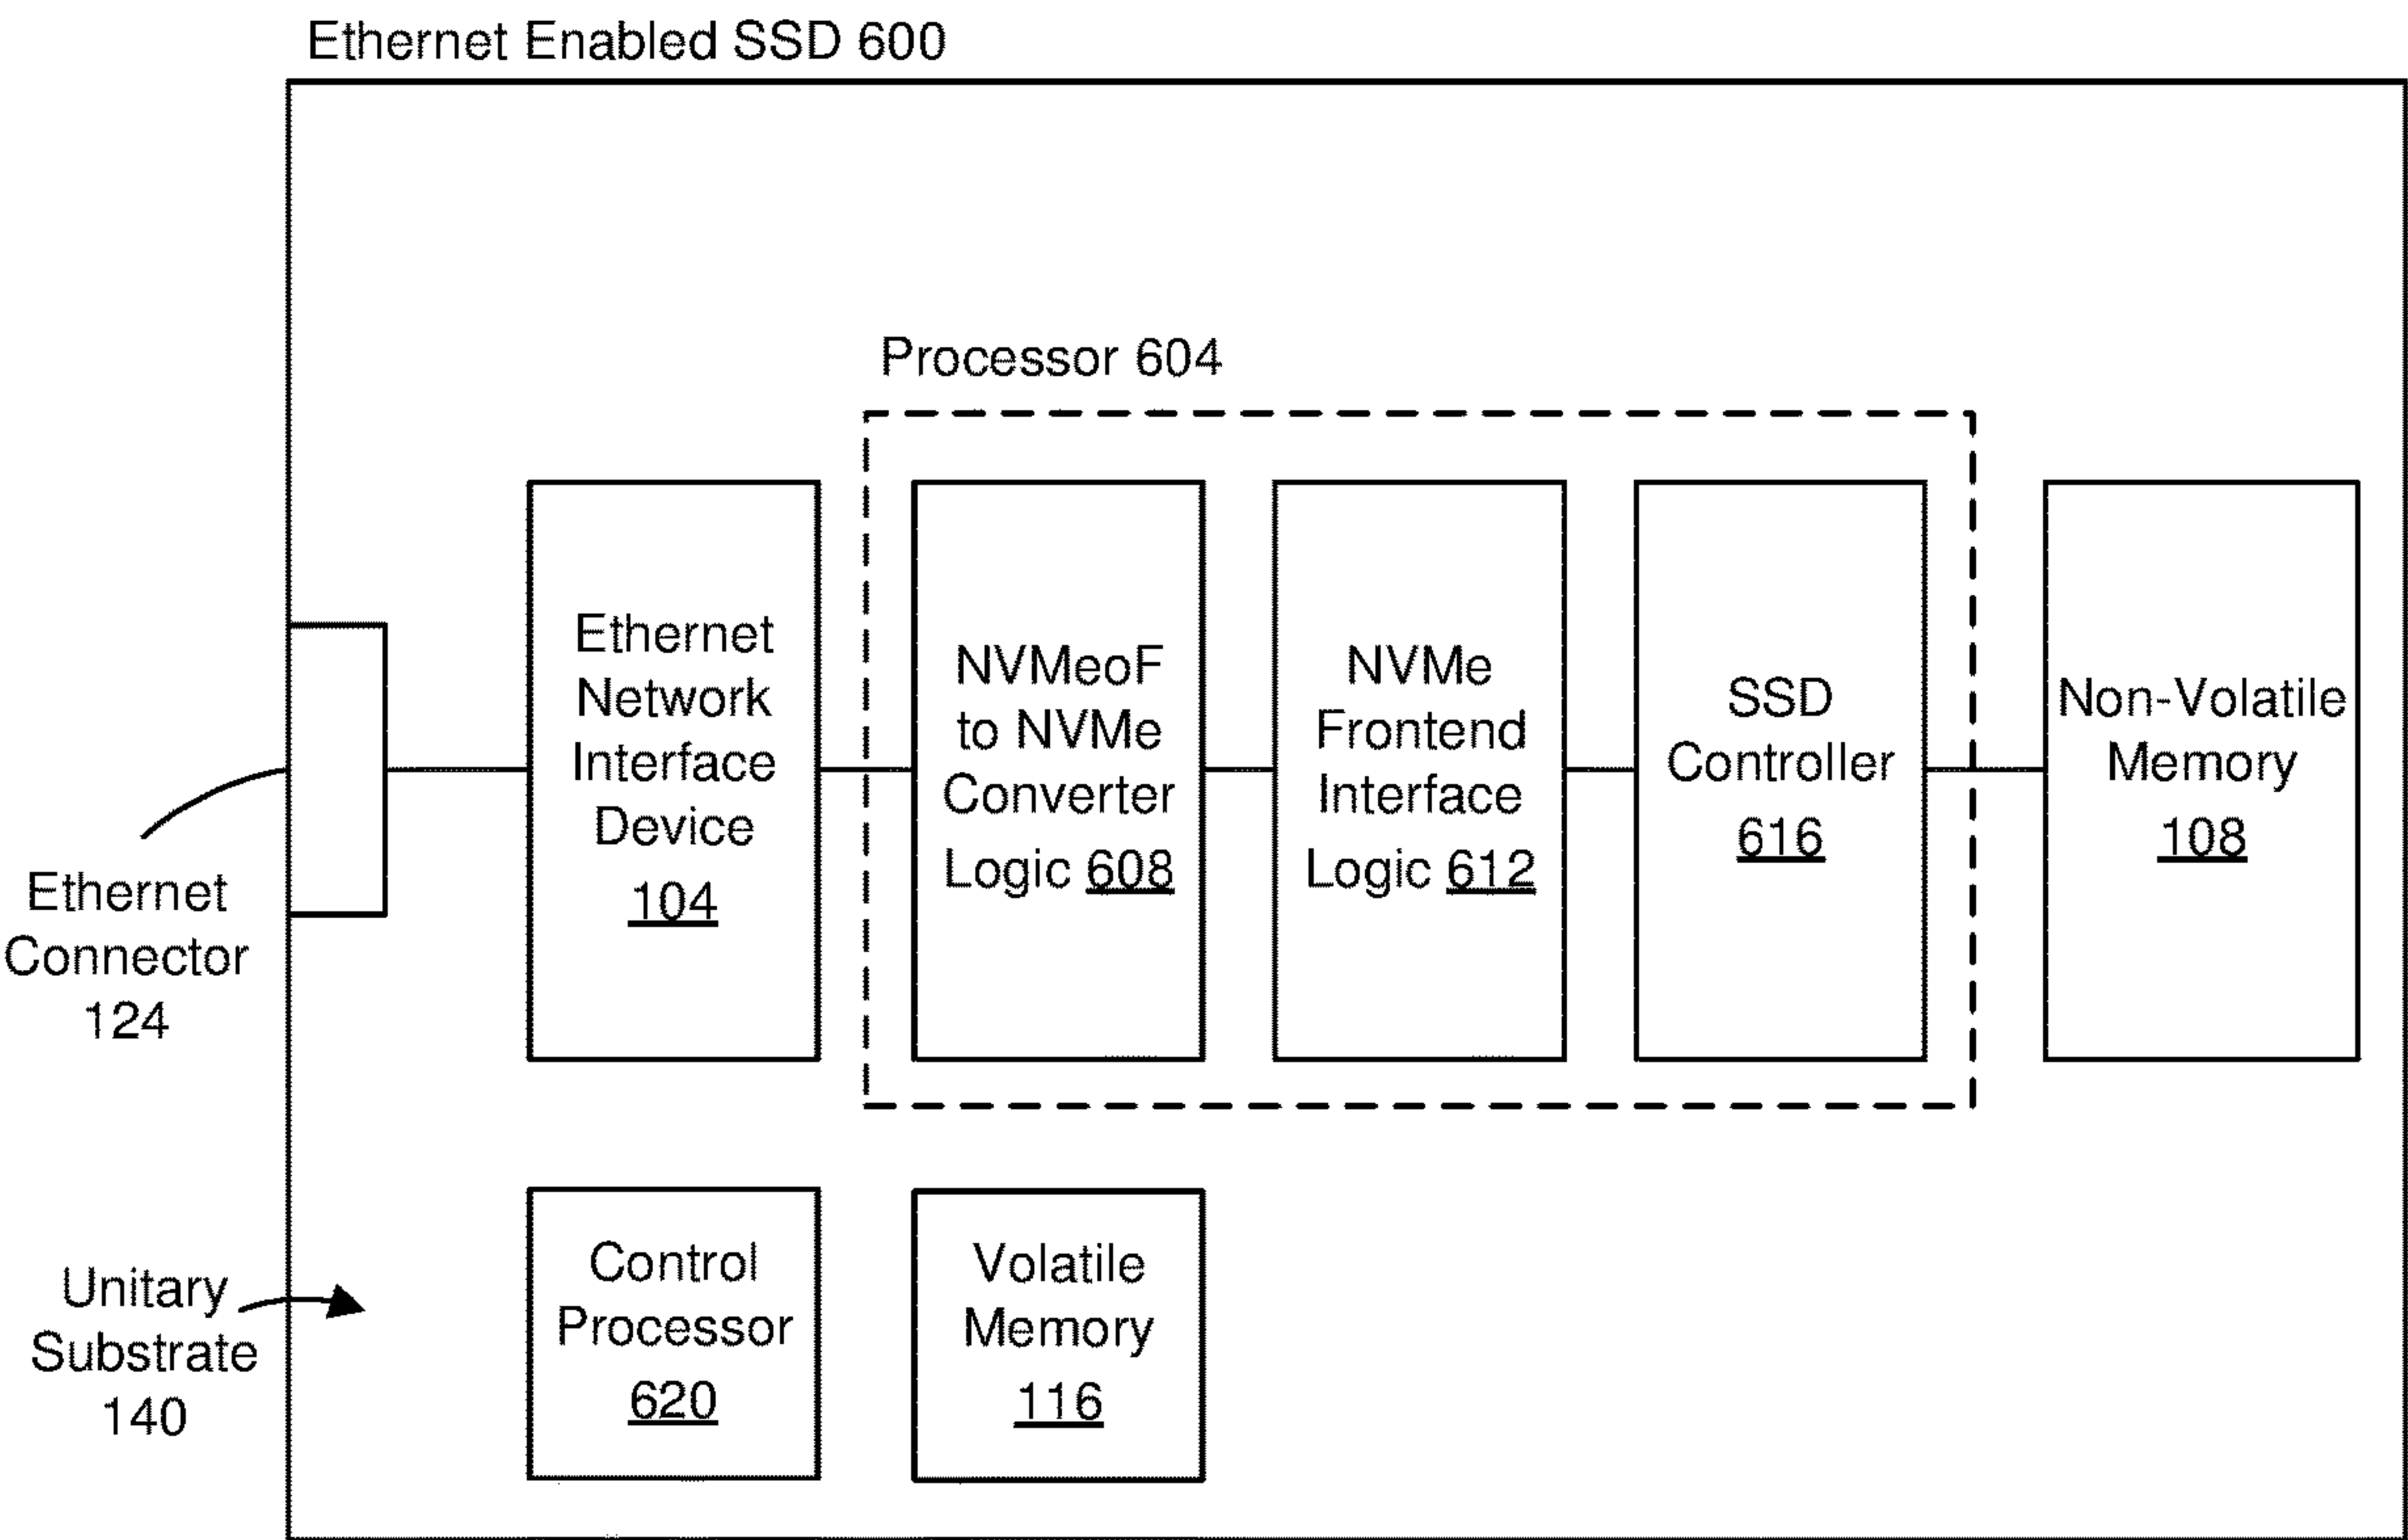 Ethernet Enabled SSD 600
Processor 604
Ethernet
Network
Interface
Device
104
NVMeoF
to NVMe
Converter
Logic 608
NVMe
Frontend
Interface
Logic 612
SSD
Controller
616
Non-Volatile
Memory
108
Ethernet
Connector
124
Unitary
Substrate
140
Control
Processor
620
Volatile
Memory
116